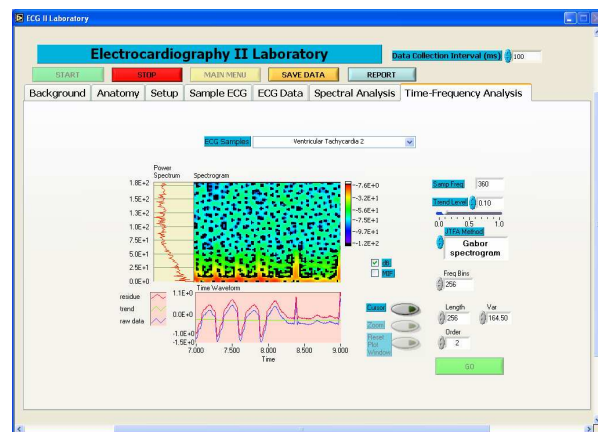 ECG II Laboratory
Electrocardiography II Laboratory
Data Collection Interval (ms) 100
START STOP MAIN MENU SAVE DATA REPORT
Background Anatomy Setup Sample ECG ECG Data Spectral Analysis Time-Frequency Analysis
ECG Samples Ventricular Tachycardia 2
Power
Spectrum Spectrogram
1.8E+2
1.5E+2
1.3E+2
1.0E+2
7.5E+1
5.0E+1
2.5E+1
0.0E+0
-7.6E+0
-3.2E+1
-5.6E+1
-7.5E+1
-9.7E+1
-1.2E+2
Samp Freq 360
Trend Level 0.10
0.0 0.5 1.0
JTFA Method
Gabor
spectrogram
db
Freq Bins
256
Time Waveform
residue
trend
raw data
1.1E+0
0.0E+0
-1.0E+0
-1.5E+0
7.000 7.500 8.000 8.500 9.000
Time
Cursor
Zoom
Reset
Plot
Window
Length Var
256 164.50
Order
2
GO